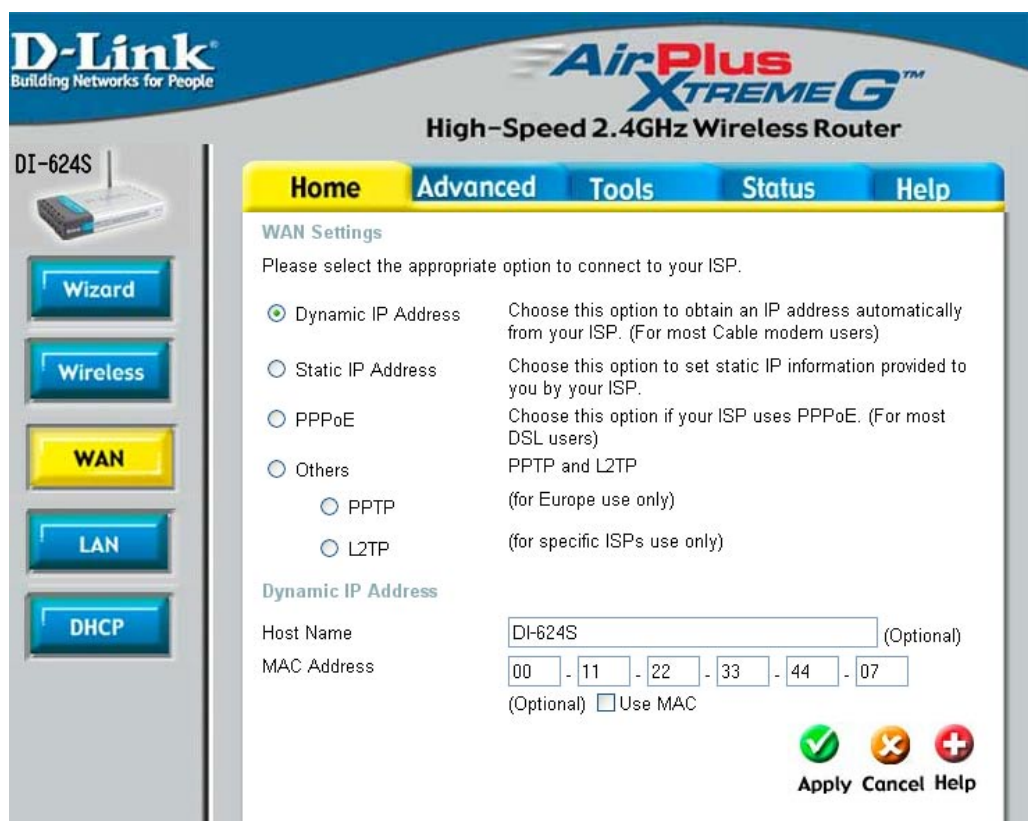 D-Link
Building Networks for People
AirPlus
XTREME G™
High-Speed 2.4GHz Wireless Router
DI-624S
Home Advanced Tools Status Help
Wizard
Wireless
WAN
LAN
DHCP
WAN Settings
Please select the appropriate option to connect to your ISP.
Dynamic IP Address Choose this option to obtain an IP address automatically
from your ISP. (For most Cable modem users)
Static IP Address Choose this option to set static IP information provided to
you by your ISP.
PPPoE Choose this option if your ISP uses PPPoE. (For most
DSL users)
Others PPTP and L2TP
PPTP (for Europe use only)
L2TP (for specific ISPs use only)
Dynamic IP Address
Host Name DI-624S (Optional)
MAC Address 00 - 11 - 22 - 33 - 44 - 07
(Optional) Use MAC
Apply Cancel Help